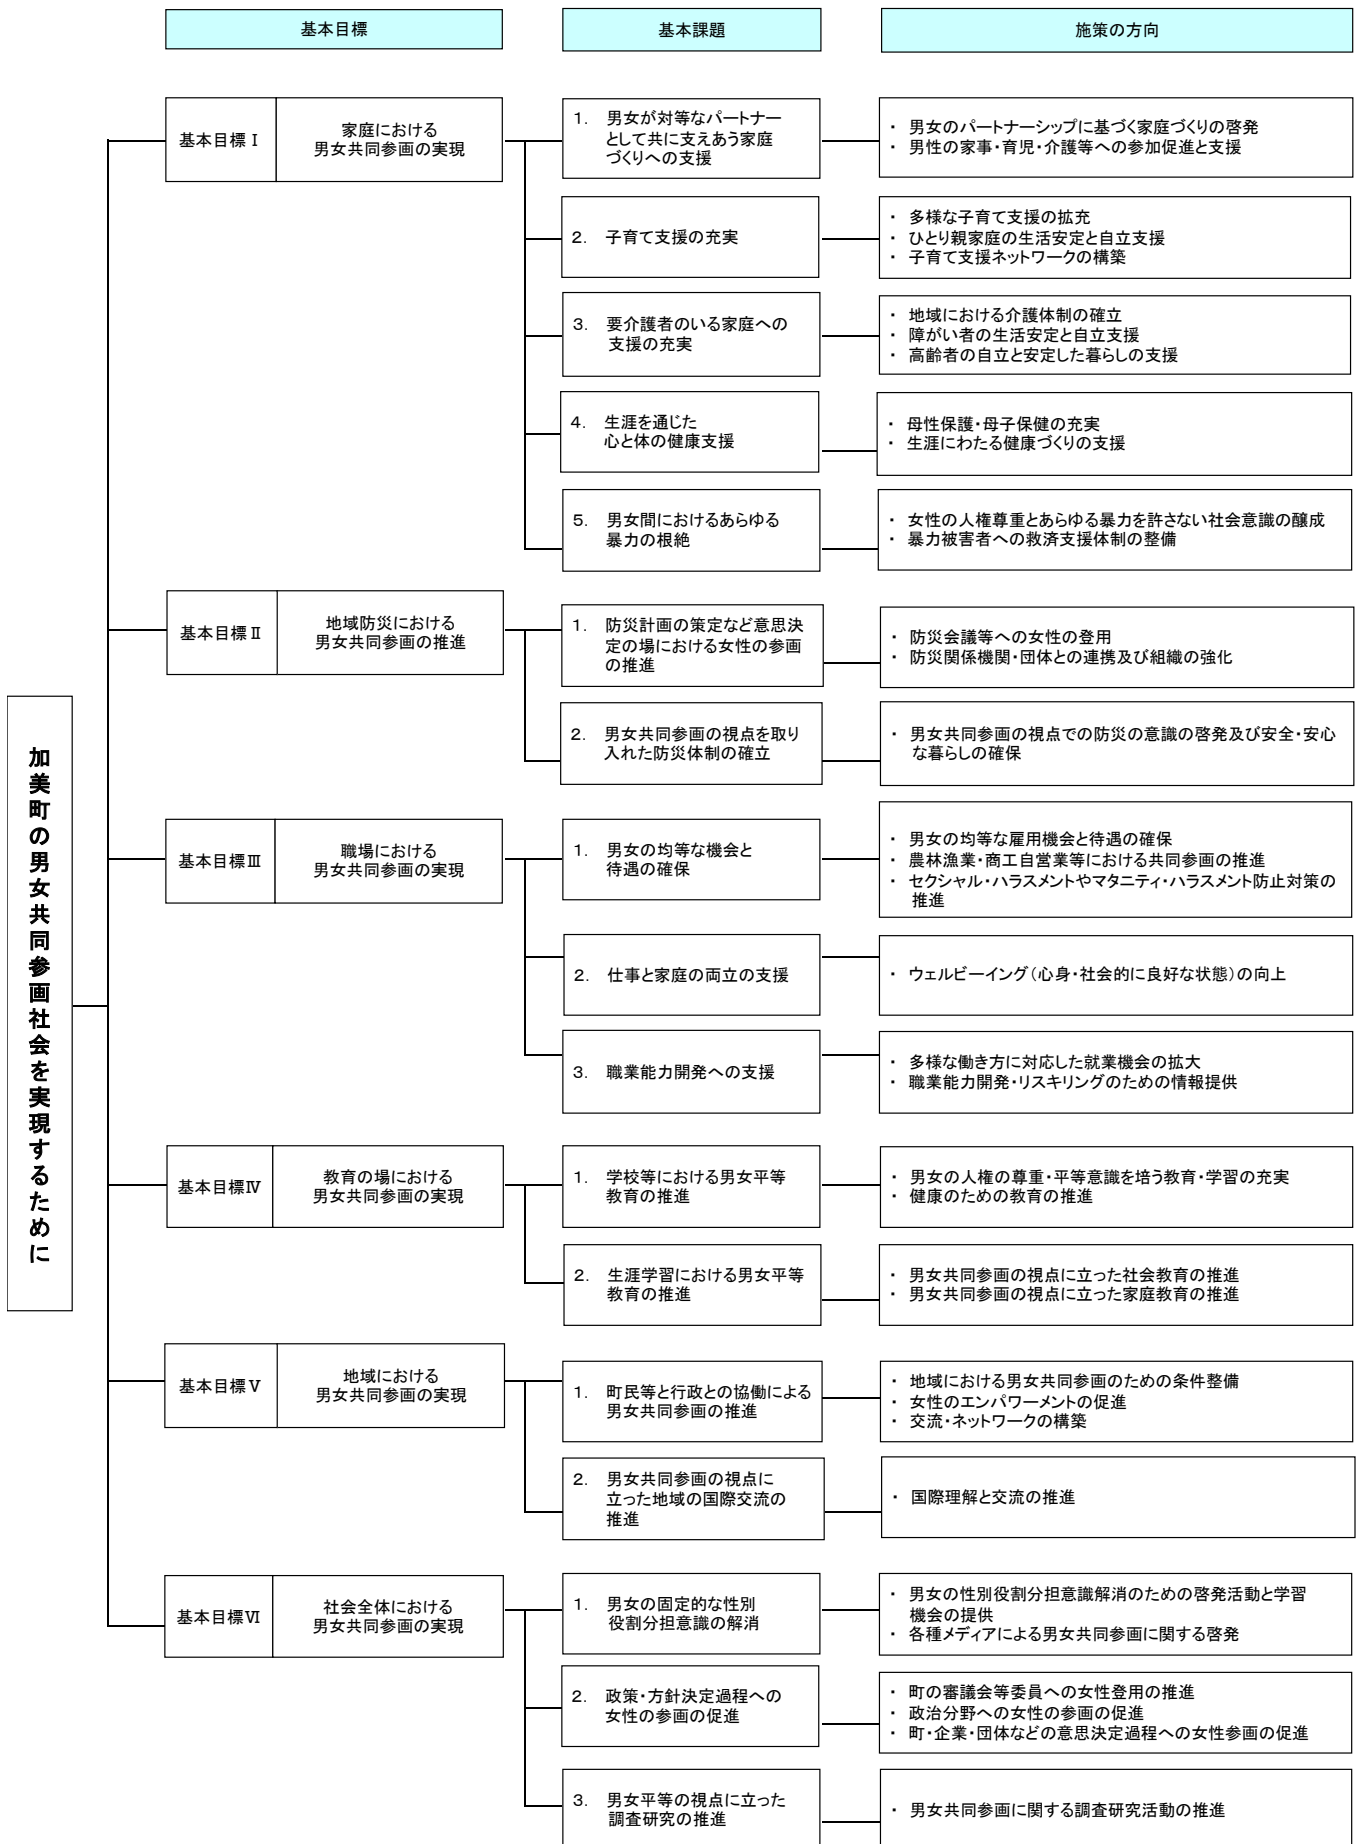 基本目標
基本課題
施策の方向
加美町の男女共同参画社会を実現するために
基本目標Ⅰ
家庭における
男女共同参画の実現
1. 男女が対等なパートナー
として共に支えあう家庭
づくりへの支援
・ 男女のパートナーシップに基づく家庭づくりの啓発
・ 男性の家事・育児・介護等への参加促進と支援
2. 子育て支援の充実
・ 多様な子育て支援の拡充
・ ひとり親家庭の生活安定と自立支援
・ 子育て支援ネットワークの構築
3. 要介護者のいる家庭への
支援の充実
・ 地域における介護体制の確立
・ 障がい者の生活安定と自立支援
・ 高齢者の自立と安定した暮らしの支援
4. 生涯を通じた
心と体の健康支援
・ 母性保護・母子保健の充実
・ 生涯にわたる健康づくりの支援
5. 男女間におけるあらゆる
暴力の根絶
・ 女性の人権尊重とあらゆる暴力を許さない社会意識の醸成
・ 暴力被害者への救済支援体制の整備
基本目標Ⅱ
地域防災における
男女共同参画の推進
1. 防災計画の策定など意思決
定の場における女性の参画
の推進
・ 防災会議等への女性の登用
・ 防災関係機関・団体との連携及び組織の強化
2. 男女共同参画の視点を取り
入れた防災体制の確立
・ 男女共同参画の視点での防災の意識の啓発及び安全・安心
な暮らしの確保
基本目標Ⅲ
職場における
男女共同参画の実現
1. 男女の均等な機会と
待遇の確保
・ 男女の均等な雇用機会と待遇の確保
・ 農林漁業・商工自営業等における共同参画の推進
・ セクシャル・ハラスメントやマタニティ・ハラスメント防止対策の
推進
2. 仕事と家庭の両立の支援
・ ウェルビーイング（心身・社会的に良好な状態）の向上
3. 職業能力開発への支援
・ 多様な働き方に対応した就業機会の拡大
・ 職業能力開発・リスキリングのための情報提供
基本目標Ⅳ
教育の場における
男女共同参画の実現
1. 学校等における男女平等
教育の推進
・ 男女の人権の尊重・平等意識を培う教育・学習の充実
・ 健康のための教育の推進
2. 生涯学習における男女平等
教育の推進
・ 男女共同参画の視点に立った社会教育の推進
・ 男女共同参画の視点に立った家庭教育の推進
基本目標Ⅴ
地域における
男女共同参画の実現
1. 町民等と行政との協働による
男女共同参画の推進
・ 地域における男女共同参画のための条件整備
・ 女性のエンパワーメントの促進
・ 交流・ネットワークの構築
2. 男女共同参画の視点に
立った地域の国際交流の
推進
・ 国際理解と交流の推進
基本目標Ⅵ
社会全体における
男女共同参画の実現
1. 男女の固定的な性別
役割分担意識の解消
・ 男女の性別役割分担意識解消のための啓発活動と学習
機会の提供
・ 各種メディアによる男女共同参画に関する啓発
2. 政策・方針決定過程への
女性の参画の促進
・ 町の審議会等委員への女性登用の推進
・ 政治分野への女性の参画の促進
・ 町・企業・団体などの意思決定過程への女性参画の促進
3. 男女平等の視点に立った
調査研究の推進
・ 男女共同参画に関する調査研究活動の推進